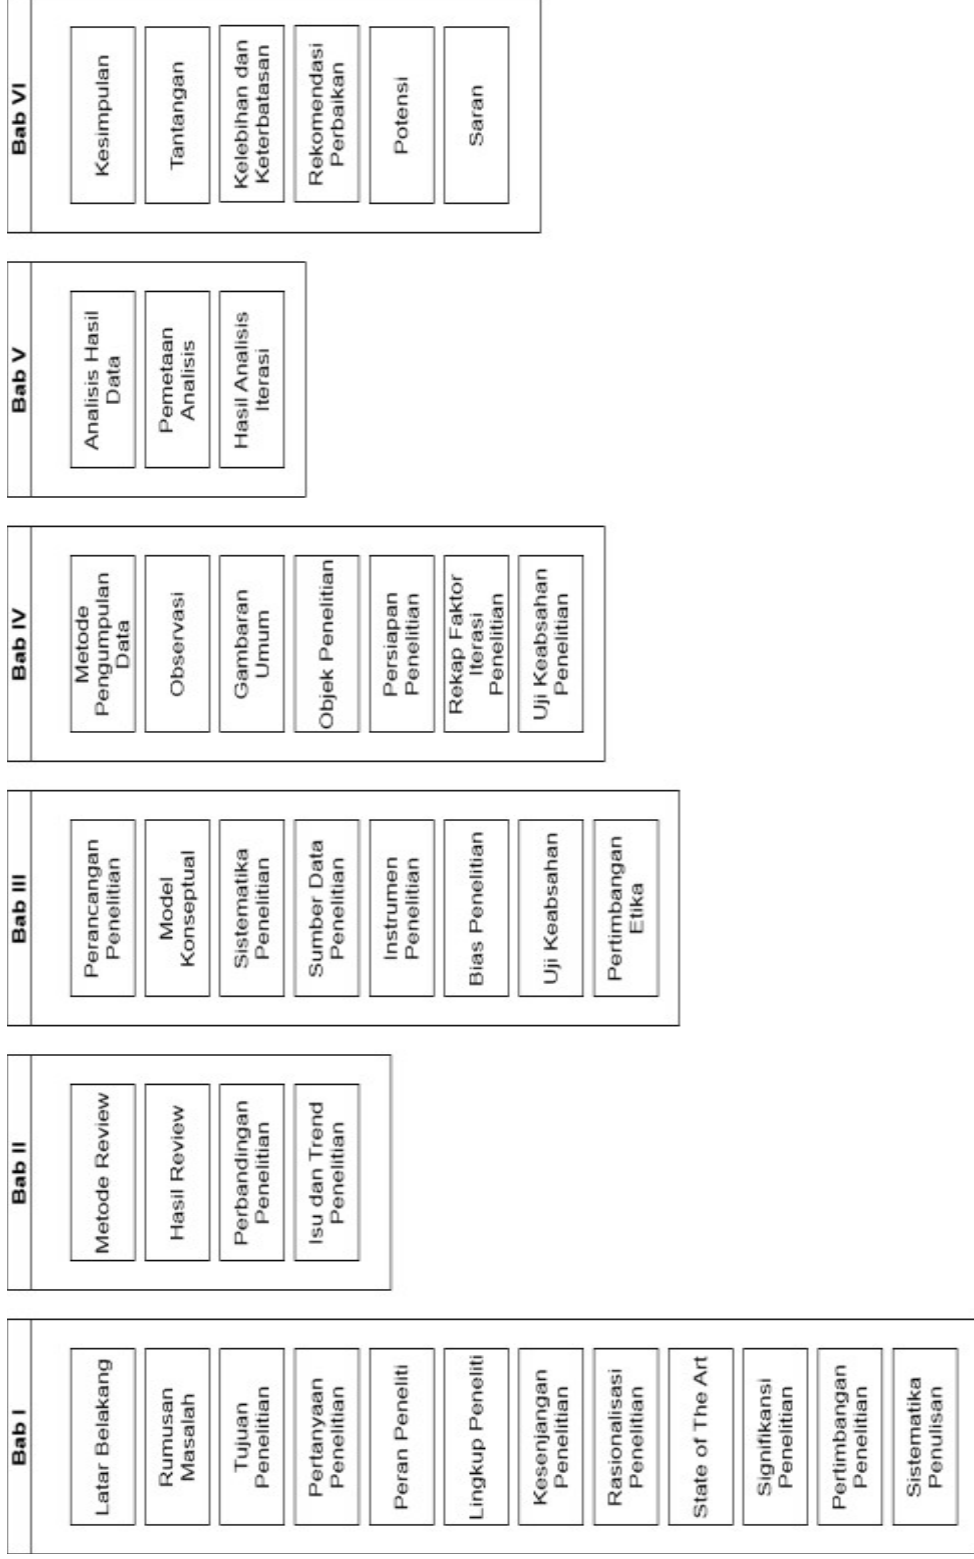 Bab I
Latar Belakang
Rumusan
Masalah
Tujuan
Penelitian
Pertanyaan
Penelitian
Peran Peneliti
Lingkup Peneliti
Kesenjangan
Penelitian
Rasionalisasi
Penelitian
State of The Art
Signifikansi
Penelitian
Pertimbangan
Penelitian
Sistematika
Penulisan
Bab II
Metode Review
Hasil Review
Perbandingan
Penelitian
Isu dan Trend
Penelitian
Bab III
Perancangan
Penelitian
Model
Konseptual
Sistematika
Penelitian
Sumber Data
Penelitian
Instrumen
Penelitian
Bias Penelitian
Uji Keabsahan
Pertimbangan
Etika
Bab IV
Metode
Pengumpulan
Data
Observasi
Gambaran
Umum
Objek Penelitian
Persiapan
Penelitian
Rekap Faktor
Iterasi
Penelitian
Uji Keabsahan
Penelitian
Bab V
Analisis Hasil
Data
Pemetaan
Analisis
Hasil Analisis
Iterasi
Bab VI
Kesimpulan
Tantangan
Kelebihan dan
Keterbatasan
Rekomendasi
Perbaikan
Potensi
Saran